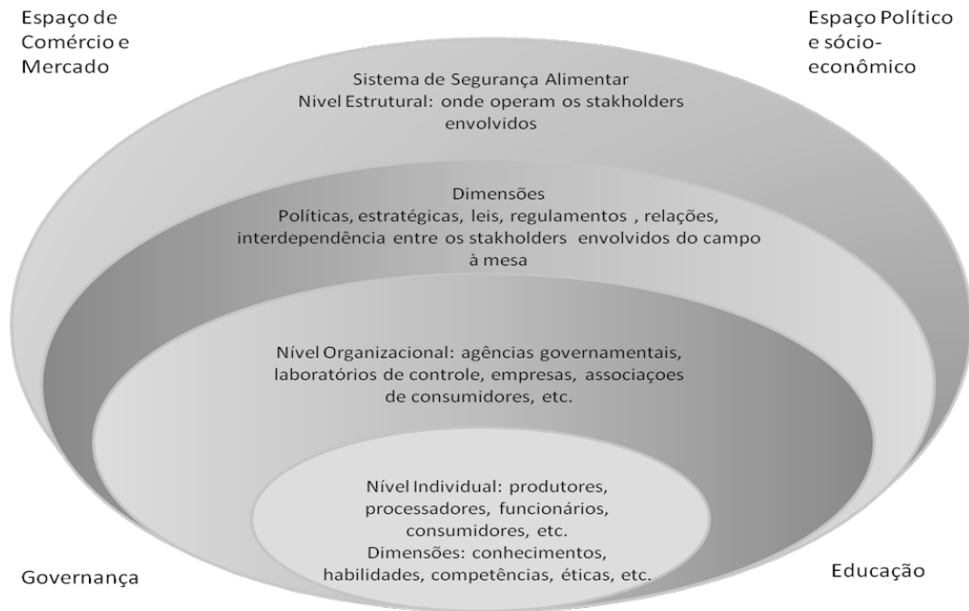 Espaço de
Comércio e
Mercado
Espaço Político
e sócio-
econômico
Sistema de Segurança Alimentar
Nivel Estrutural: onde operam os stakholders
envolvidos
Dimensões
Políticas, estratégicas, leis, regulamentos , relações,
interdependência entre os stakholders envolvidos do campo
à mesa
Nível Organizacional: agências governamentais,
laboratórios de controle, empresas, associaçoes
de consumidores, etc.
Nível Individual: produtores,
processadores, funcionários,
consumidores, etc.
Dimensões: conhecimentos,
habilidades, competências, éticas, etc.
Governança
Educação